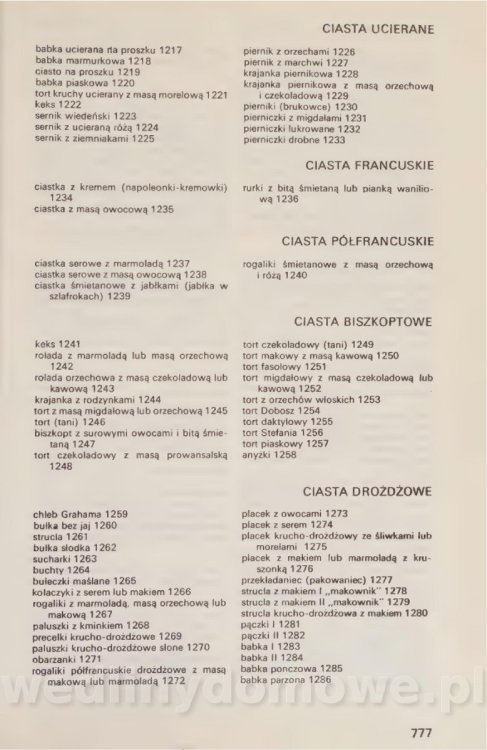 CIASTA UCIERANE
babka ucierana na proszku 1217
babka marmurkowa 1218
ciasto na proszku 1219
babka piaskowa 1220
tort kruchy ucierany z masą morelową 1221
keks 1222
sernik wiedeński 1223
sernik z ucieraną różą 1224
sernik z ziemniakami 1225
piernik z orzechami 1226
piernik z marchwi 1227
krajanka piernikowa 1228
krajanka piernikowa z masą orzechową
i czekoladową 1229
pierniki (brukowce) 1230
pierniczki z migdałami 1231
pierniczki lukrowane 1232
pierniczki drobne 1233
CIASTA FRANCUSKIE
ciastka z kremem (napoleonki-kremowki)
1234
ciastka z masą owocową 1235
rurki z bitą śmietaną lub pianką wanilio-
wą 1236
CIASTA PÓŁFRANCUSKIE
ciastka serowe z marmoladą 1237
ciastka serowe z masą owocową 1238
ciastka śmietanowe z jabłkami (jabłka w
szlafrokach) 1239
rogaliki śmietanowe z masą orzechową
i różą 1240
CIASTA BISZKOPTOWE
keks 1241
rolada z marmoladą lub masą orzechową
1242
rolada orzechowa z masą czekoladową lub
kawową 1243
krajanka z rodzynkami 1244
tort z masą migdałową lub orzechową 1245
tort (tani) 1246
biszkopt z surowymi owocami i bitą śmie-
taną 1247
tort czekoladowy z masą prowansalską
1248
tort czekoladowy (tani) 1249
tort makowy z masą kawową 1250
tort fasolowy 1251
tort migdałowy z masą czekoladową lub
kawową 1252
tort z orzechów włoskich 1253
tort Dobosz 1254
tort daktylowy 1255
tort Stefania 1256
tort piaskowy 1257
anyżki 1258
CIASTA DROŻDŻOWE
chleb Grahama 1259
bułka bez jaj 1260
strucla 1261
bułka słodka 1262
sucharki 1263
buchty 1264
bułeczki maślane 1265
kołaczyki z serem lub makiem 1266
rogaliki z marmoladą, masą orzechową lub
makową 1267
paluszki z kminkiem 1268
precelki krucho-drożdżowe 1269
paluszki krucho-drożdżowe słone 1270
obarzanki 1271
rogaliki półfrancuskie drożdżowe z masą
makową lub marmoladą 1272
placek z owocami 1273
placek z serem 1274
placek krucho-drożdżowy ze śliwkami lub
morelami 1275
placek z makiem lub marmoladą z kru-
szonką 1276
przekładaniec (pakowaniec) 1277
strucla z makiem I „makownik" 1278
strucla z makiem II „makownik" 1279
strucla krucho-drożdżowa z makiem 1280
pączki I 1281
pączki II 1282
babka I 1283
babka II 1284
babka ponczowa 1285
babka parzona 1286
wedlinydomowe.pl
777